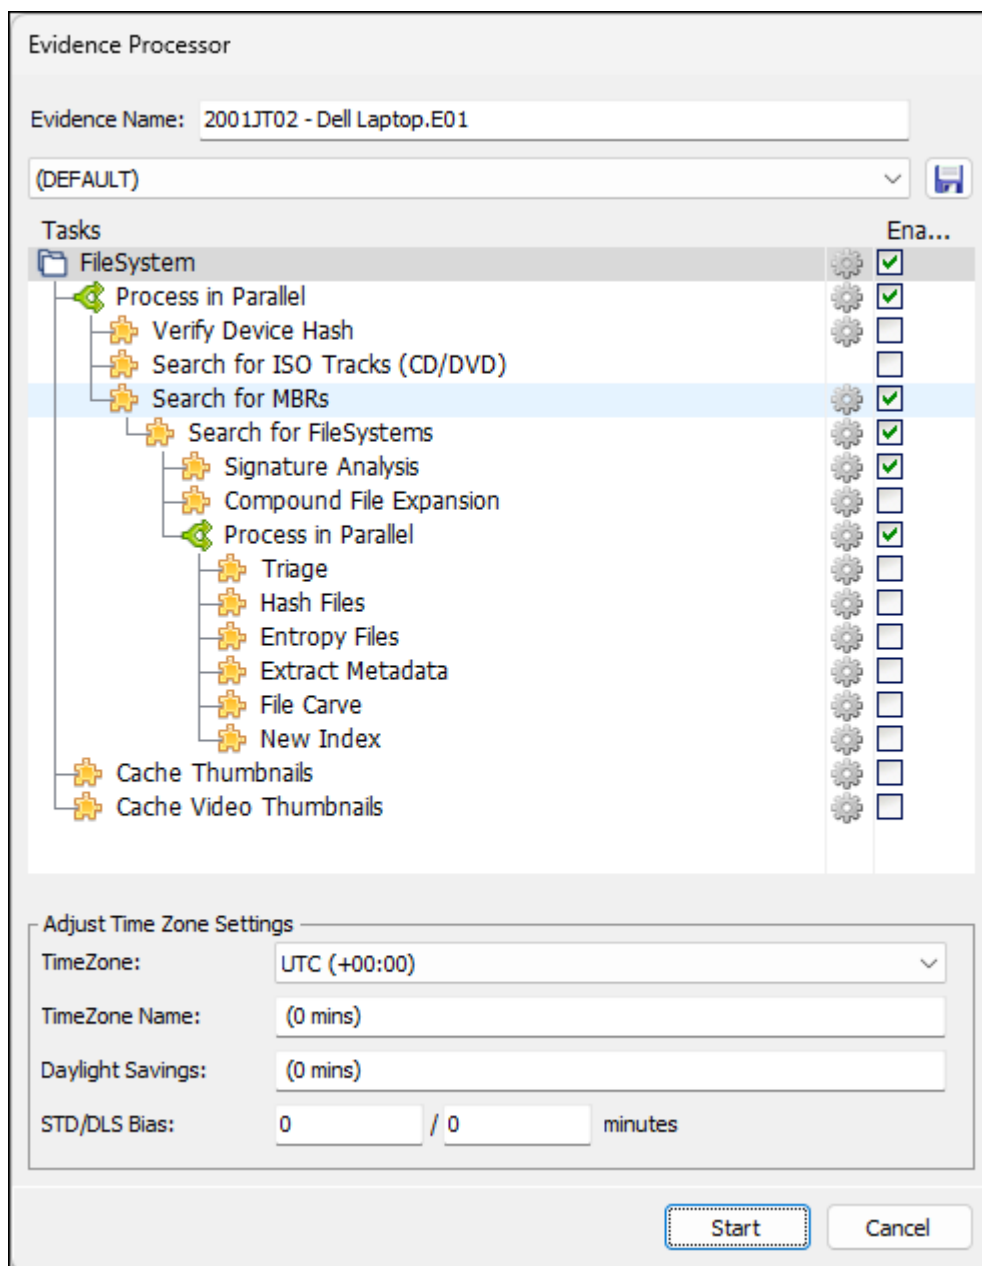 Evidence Processor
Evidence Name: 2001JT02 - Dell Laptop.E01
(DEFAULT)
Tasks Ena...
FileSystem
Process in Parallel
Verify Device Hash
Search for ISO Tracks (CD/DVD)
Search for MBRs
Search for FileSystems
Signature Analysis
Compound File Expansion
Process in Parallel
Triage
Hash Files
Entropy Files
Extract Metadata
File Carve
New Index
Cache Thumbnails
Cache Video Thumbnails
Adjust Time Zone Settings
TimeZone: UTC (+00:00)
TimeZone Name: (0 mins)
Daylight Savings: (0 mins)
STD/DLS Bias: 0 / 0 minutes
Start Cancel